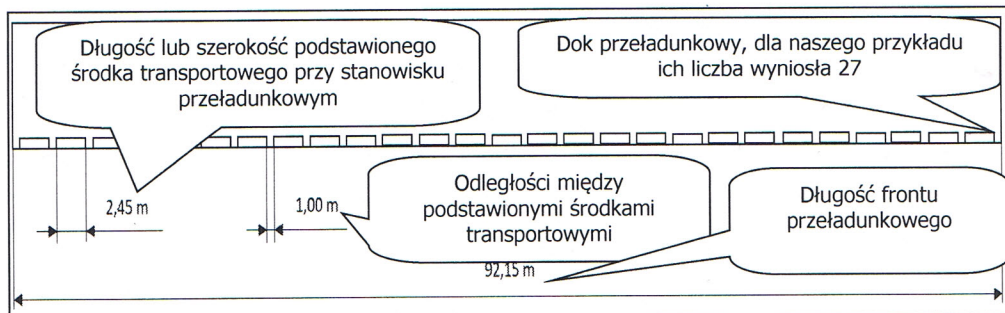 Długość lub szerokość podstawionego
środka transportowego przy stanowisku
przeładunkowym
Dok przeładunkowy, dla naszego przykładu
ich liczba wyniosła 27
2,45 m
1,00 m
Odległości między
podstawionymi środkami
transportowymi
Długość frontu
przeładunkowego
92,15 m